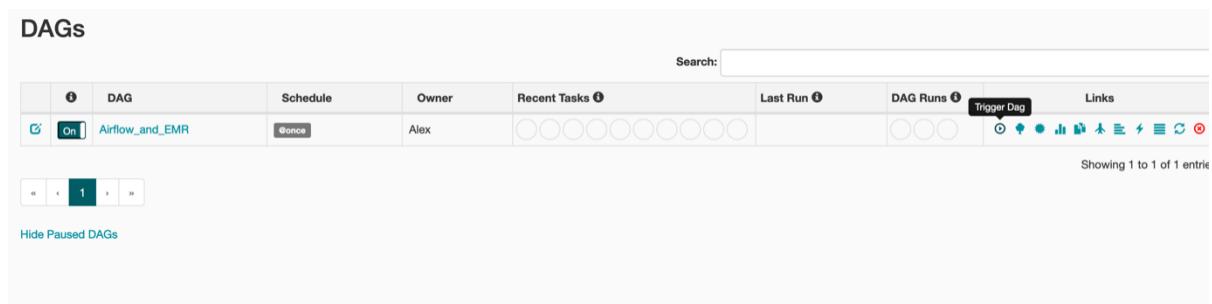 DAGs
Search:
DAG Schedule Owner Recent Tasks Last Run DAG Runs Links
Trigger Dag
On Airflow_and_EMR @once Alex
Showing 1 to 1 of 1 entrie
« ‹ 1 › »
Hide Paused DAGs